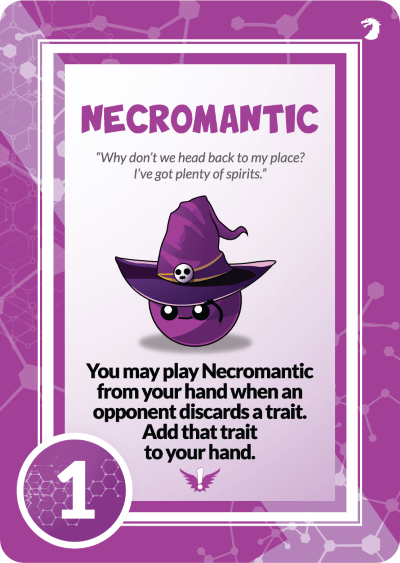 NECROMANTIC
“Why don’t we head back to my place?
I’ve got plenty of spirits.”
You may play Necromantic
from your hand when an
opponent discards a trait.
Add that trait
to your hand.
!
1